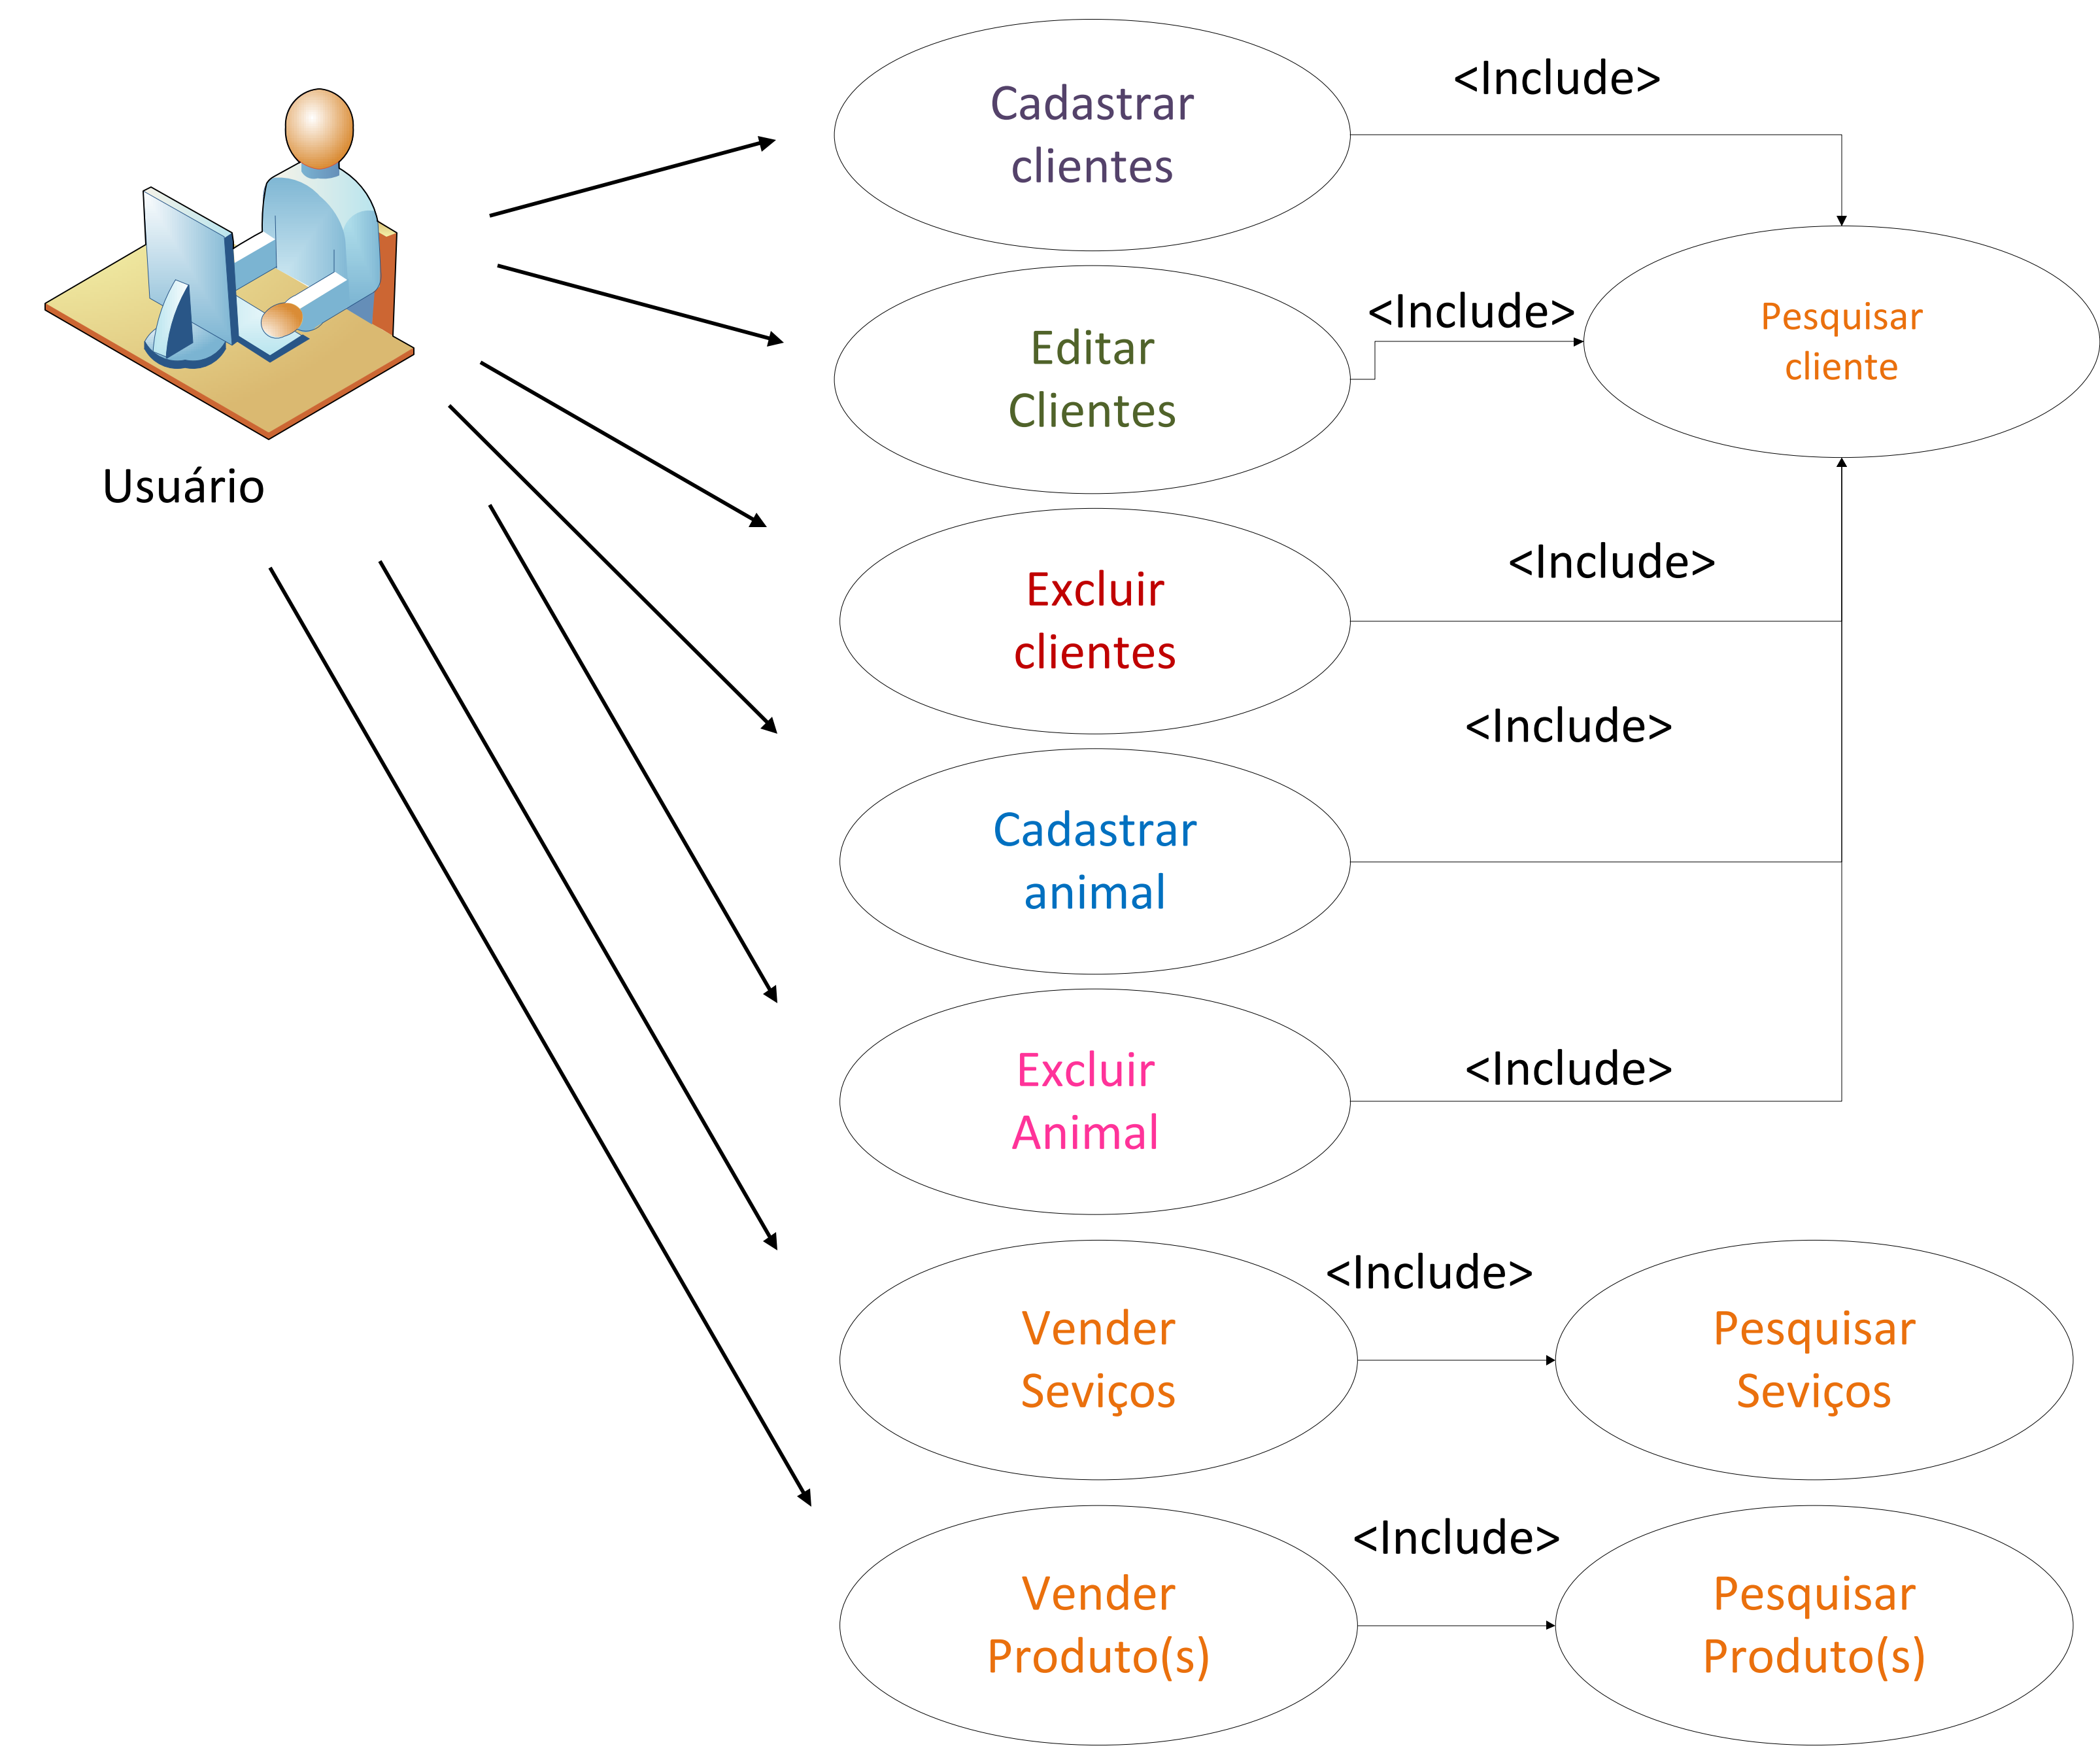 Cadastrar
clientes
<Include>
Editar
Clientes
<Include>
Pesquisar
cliente
Usuário
Excluir
clientes
<Include>
<Include>
Cadastrar
animal
Excluir
Animal
<Include>
Vender
Seviços
<Include>
Pesquisar
Seviços
Vender
Produto(s)
<Include>
Pesquisar
Produto(s)